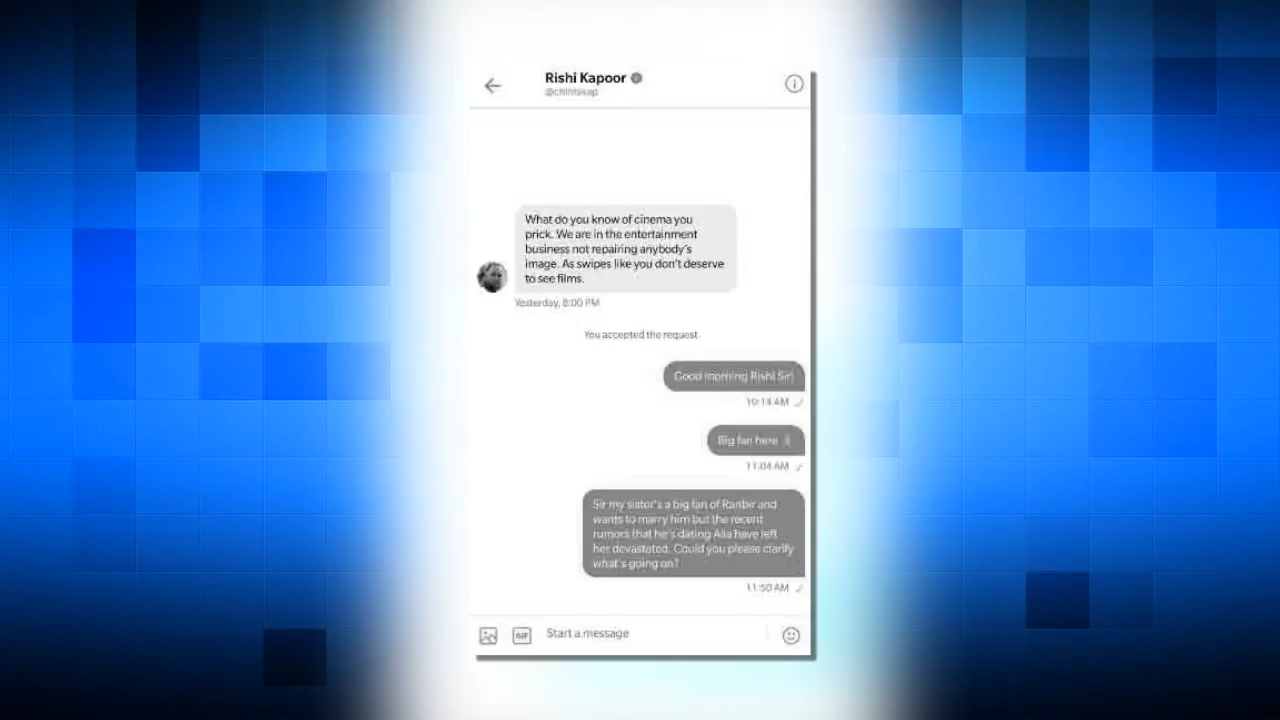 Rishi Kapoor
@chintskap
What do you know of cinema you
prick. We are in the entertainment
business not repairing anybody's
image. As swipes like you don't deserve
to see films.
Yesterday, 8:00 PM
You accepted the request
Good morning Rishi Sir
10:14 AM
Big fan here
11:04 AM
Sir my sister's a big fan of Ranbir and
wants to marry him but the recent
rumors that he's dating Alia have left
her devastated. Could you please clarify
what's going on?
11:50 AM
GIF Start a message